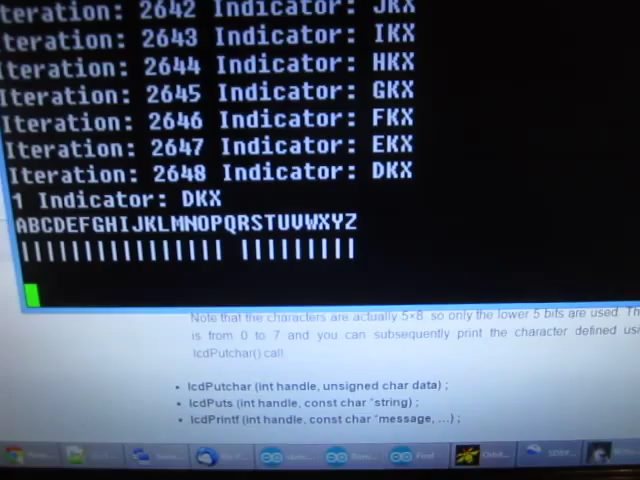 Iteration: 2642 Indicator: JKX
Iteration: 2643 Indicator: IKX
Iteration: 2644 Indicator: HKX
Iteration: 2645 Indicator: GKX
Iteration: 2646 Indicator: FKX
Iteration: 2647 Indicator: EKX
Iteration: 2648 Indicator: DKX
1 Indicator: DKX
ABCDEFGHIJKLMNOPQRSTUVWXYZ
||||||||||||||||| |||||||||
Note that the characters are actually 5×8, so only the lower 5 bits are used. Th
is from 0 to 7 and you can subsequently print the character defined usi
lcdPutchar() call.
• lcdPutchar (int handle, unsigned char data) ;
• lcdPuts (int handle, const char *string) ;
• lcdPrintf (int handle, const char *message, ...) ;